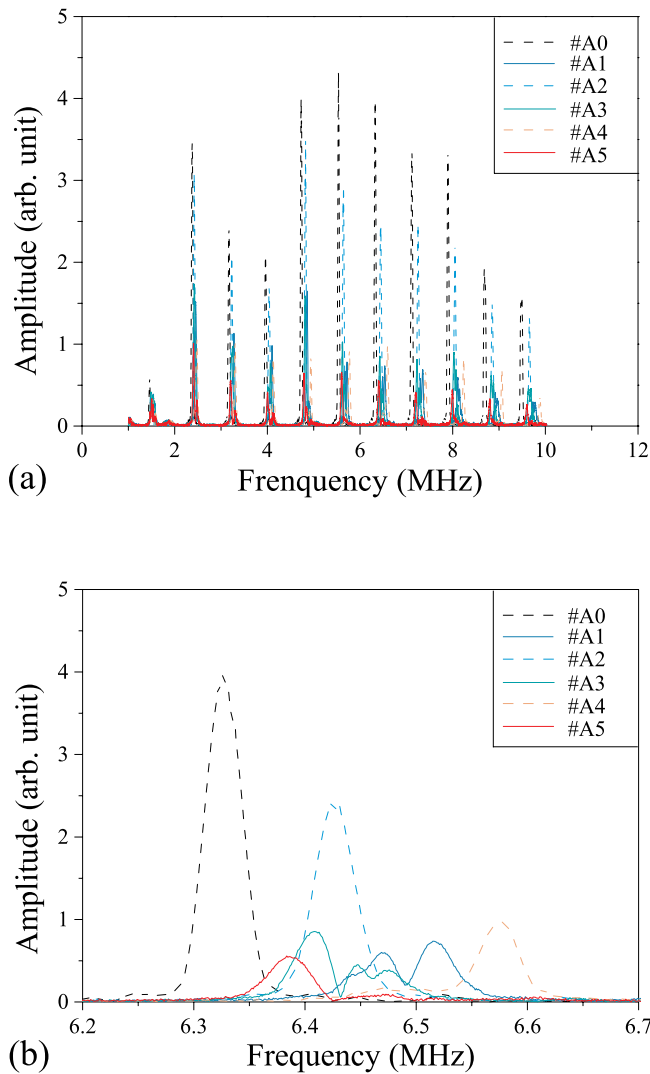 5
4
3
2
1
0
Amplitude (arb. unit)
#A0
#A1
#A2
#A3
#A4
#A5
0 2 4 6 8 10 12
Frenquency (MHz)
(a)
5
4
3
2
1
0
Amplitude (arb. unit)
#A0
#A1
#A2
#A3
#A4
#A5
6.2 6.3 6.4 6.5 6.6 6.7
Frequency (MHz)
(b)